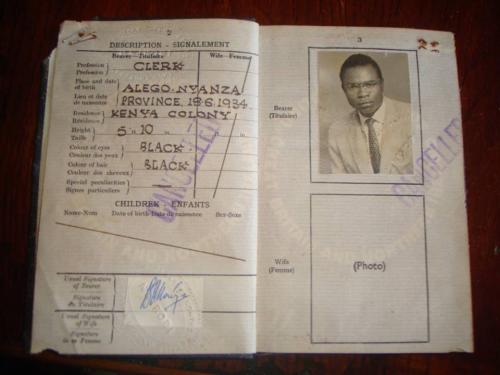 2
DESCRIPTION - SIGNALEMENT
Bearer - Titulaire Wife - Femme
Profession
Profession CLERK
Place and date
of birth ALEGO-NYANZA
Lieu et date
de naissance PROVINCE, 18.6.1934
Residence
Résidence KENYA COLONY
Height
Taille 5 10
Colour of eyes
Couleur des yeux BLACK
Colour of hair
Couleur des cheveux BLACK
Special peculiarities
Signes particuliers
CANCELLED
CHILDREN - ENFANTS
Name-Nom Date of birth-Date de naissance Sex-Sexe
Usual Signature
of Bearer
Signature
du Titulaire
Usual Signature
of Wife
Signature
de sa Femme
3
Bearer
(Titulaire)
CANCELLED
Wife
(Femme)
(Photo)